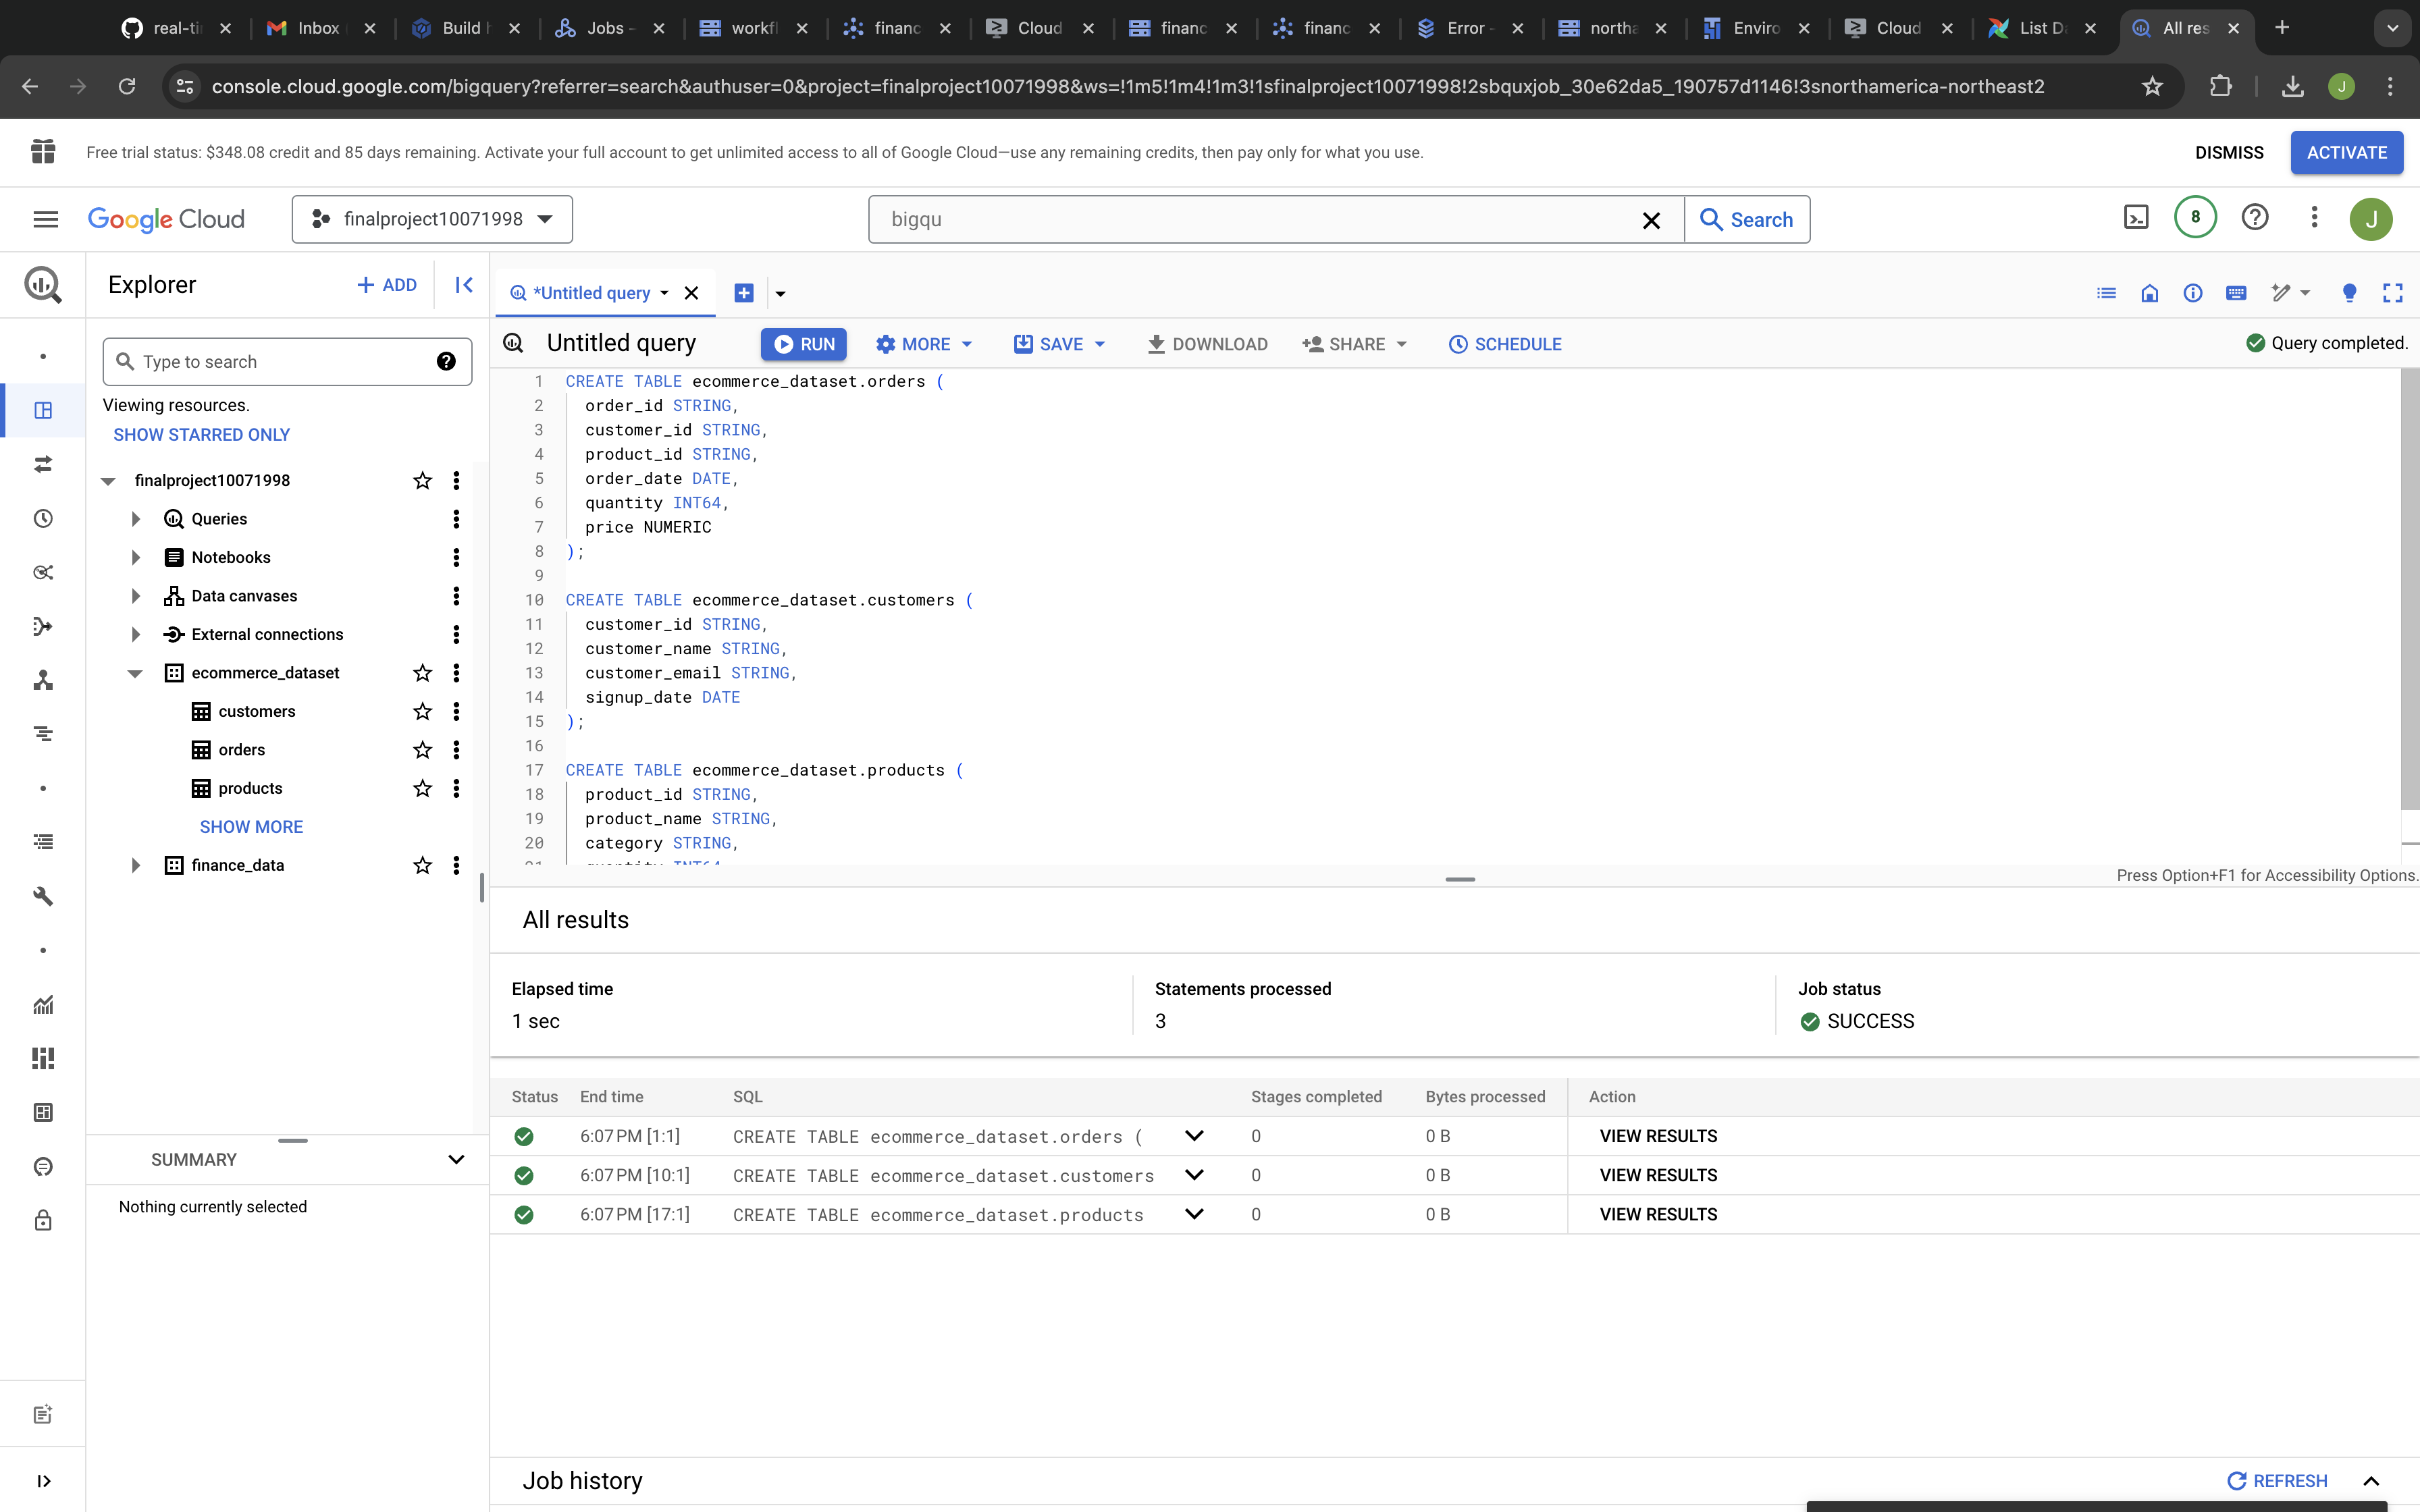 real-ti
Inbox
Build h
Jobs -
workfl
financ
Cloud
financ
financ
Error -
northa
Enviro
Cloud
List Da
All res
console.cloud.google.com/bigquery?referrer=search&authuser=0&project=finalproject10071998&ws=!1m5!1m4!1m3!1sfinalproject10071998!2sbquxjob_30e62da5_190757d1146!3snorthamerica-northeast2
J
Free trial status: $348.08 credit and 85 days remaining. Activate your full account to get unlimited access to all of Google Cloud—use any remaining credits, then pay only for what you use.
DISMISS
ACTIVATE
Google Cloud
finalproject10071998
bigqu
Search
8
J
Explorer
+ ADD
*Untitled query
Type to search
Viewing resources.
SHOW STARRED ONLY
finalproject10071998
Queries
Notebooks
Data canvases
External connections
ecommerce_dataset
customers
orders
products
SHOW MORE
finance_data
SUMMARY
Nothing currently selected
Untitled query
RUN
MORE
SAVE
DOWNLOAD
SHARE
SCHEDULE
Query completed.
1 CREATE TABLE ecommerce_dataset.orders (
2 order_id STRING,
3 customer_id STRING,
4 product_id STRING,
5 order_date DATE,
6 quantity INT64,
7 price NUMERIC
8 );
9
10 CREATE TABLE ecommerce_dataset.customers (
11 customer_id STRING,
12 customer_name STRING,
13 customer_email STRING,
14 signup_date DATE
15 );
16
17 CREATE TABLE ecommerce_dataset.products (
18 product_id STRING,
19 product_name STRING,
20 category STRING,
21 quantity INT64
Press Option+F1 for Accessibility Options.
All results
Elapsed time
1 sec
Statements processed
3
Job status
SUCCESS
Status End time SQL Stages completed Bytes processed Action
6:07 PM [1:1] CREATE TABLE ecommerce_dataset.orders ( 0 0 B VIEW RESULTS
6:07 PM [10:1] CREATE TABLE ecommerce_dataset.customers 0 0 B VIEW RESULTS
6:07 PM [17:1] CREATE TABLE ecommerce_dataset.products 0 0 B VIEW RESULTS
Job history
REFRESH